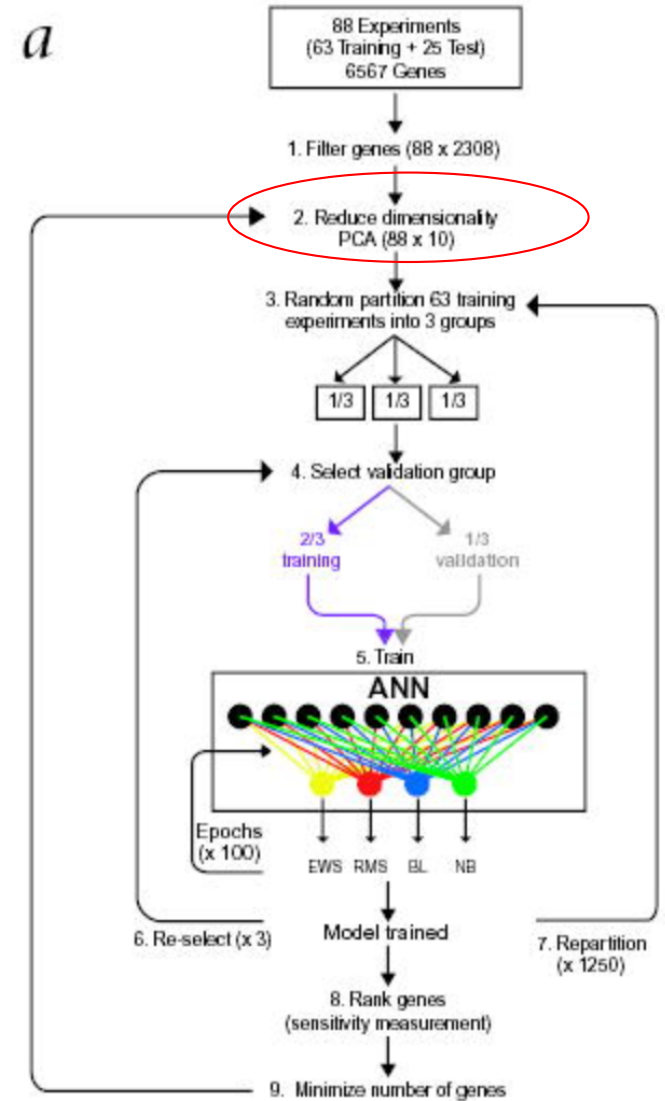 a
88 Experiments
(63 Training + 25 Test)
6567 Genes
1. Filter genes (88 x 2308)
2. Reduce dimensionality
PCA (88 x 10)
3. Random partition 63 training
experiments into 3 groups
1/3 1/3 1/3
4. Select validation group
2/3
training
1/3
validation
5. Train
ANN
Epochs
(x 100)
EWS RMS BL NB
6. Re-select (x 3)
Model trained
7. Repartition
(x 1250)
8. Rank genes
(sensitivity measurement)
9. Minimize number of genes